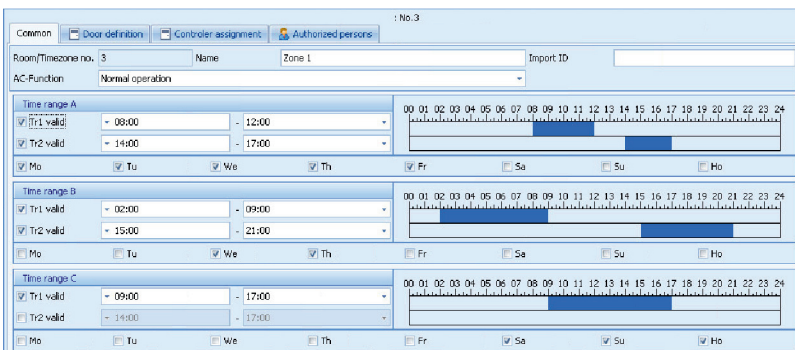 : No.3
Common Door definition Controler assignment Authorized persons
Room/Timezone no. 3 Name Zone 1 Import ID
AC-Function Normal operation
Time range A
00 01 02 03 04 05 06 07 08 09 10 11 12 13 14 15 16 17 18 19 20 21 22 23 24
Tr1 valid 08:00 - 12:00
Tr2 valid 14:00 - 17:00
Mo Tu We Th Fr Sa Su Ho
Time range B
00 01 02 03 04 05 06 07 08 09 10 11 12 13 14 15 16 17 18 19 20 21 22 23 24
Tr1 valid 02:00 - 09:00
Tr2 valid 15:00 - 21:00
Mo Tu We Th Fr Sa Su Ho
Time range C
00 01 02 03 04 05 06 07 08 09 10 11 12 13 14 15 16 17 18 19 20 21 22 23 24
Tr1 valid 09:00 - 17:00
Tr2 valid 14:00 - 17:00
Mo Tu We Th Fr Sa Su Ho